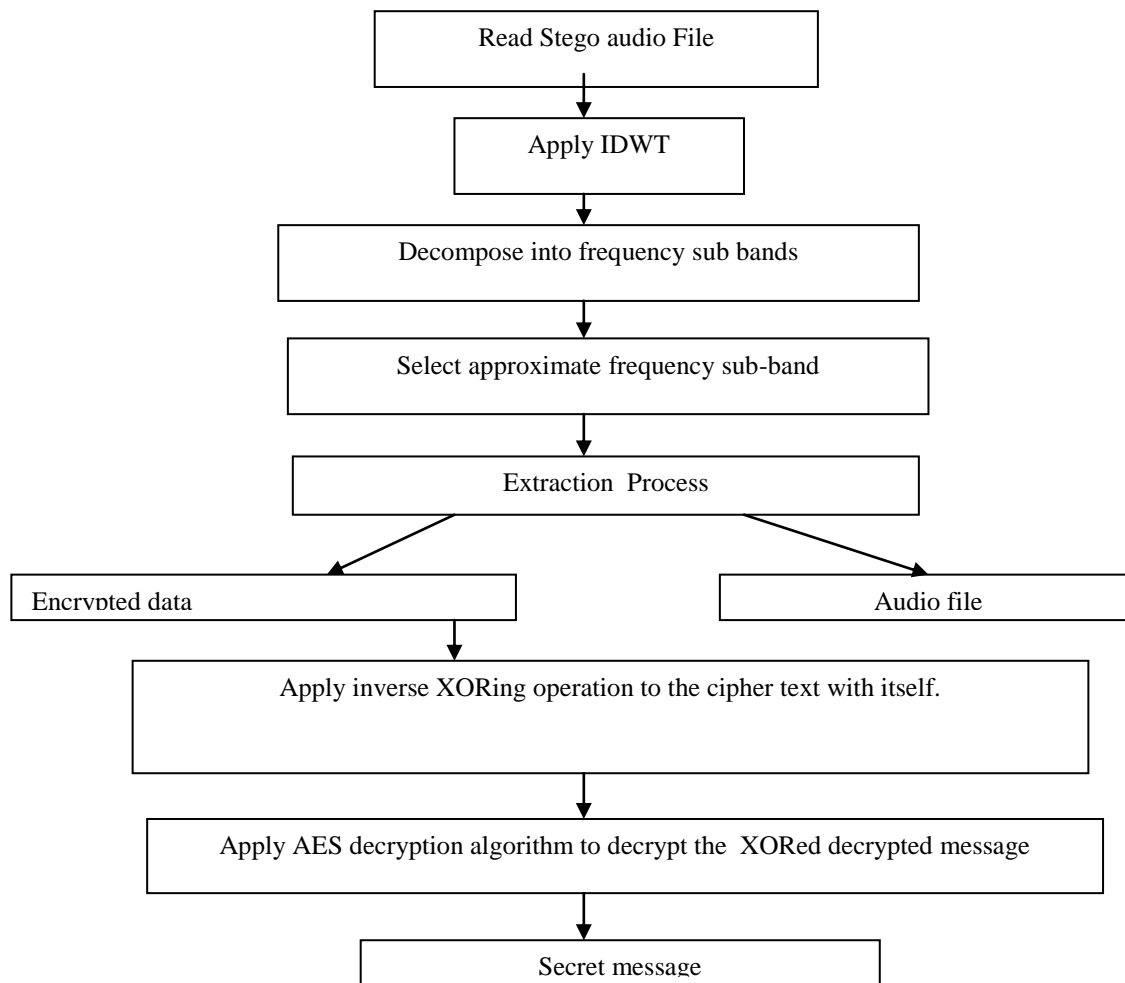 Read Stego audio File
Apply IDWT
Decompose into frequency sub bands
Select approximate frequency sub-band
Extraction Process
Encrypted data
Audio file
Apply inverse XORing operation to the cipher text with itself.
Apply AES decryption algorithm to decrypt the XORed decrypted message
Secret message